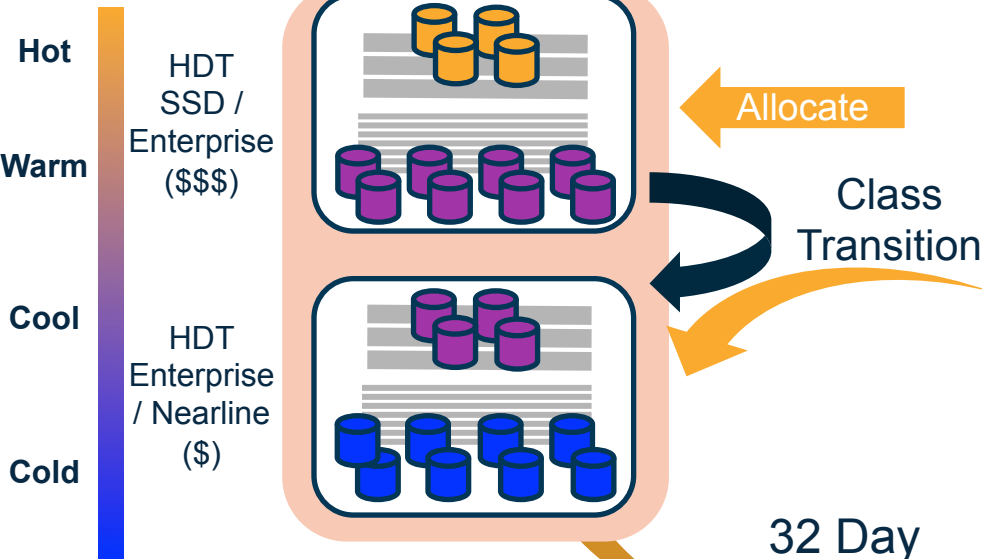 Hot
Warm
Cool
Cold
HDT
SSD /
Enterprise
($$$)
HDT
Enterprise
/ Nearline
($)
Allocate
Class
Transition
32 Day